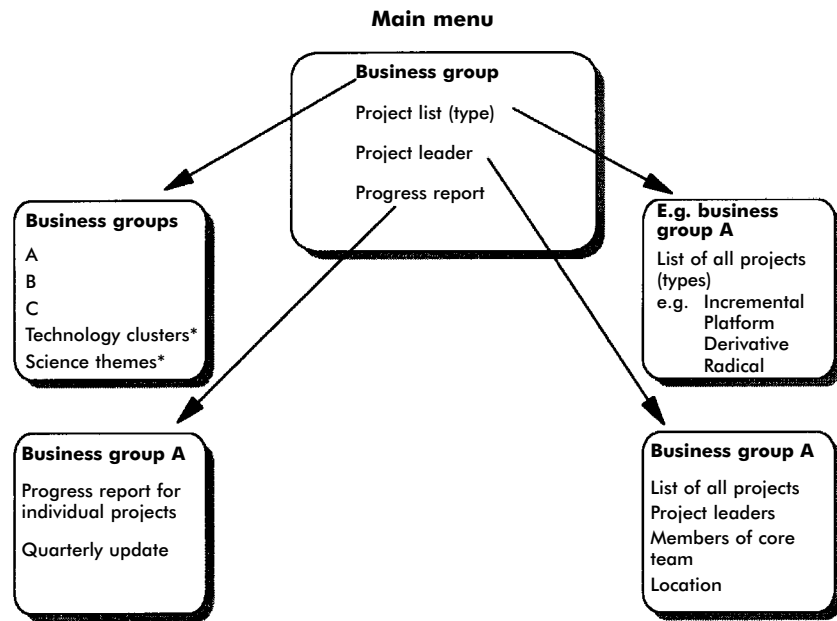 Main menu
Business group
Project list (type)
Project leader
Progress report
Business groups
A
B
C
Technology clusters*
Science themes*
E.g. business
group A
List of all projects
(types)
e.g. Incremental
Platform
Derivative
Radical
Business group A
Progress report for
individual projects
Quarterly update
Business group A
List of all projects
Project leaders
Members of core
team
Location